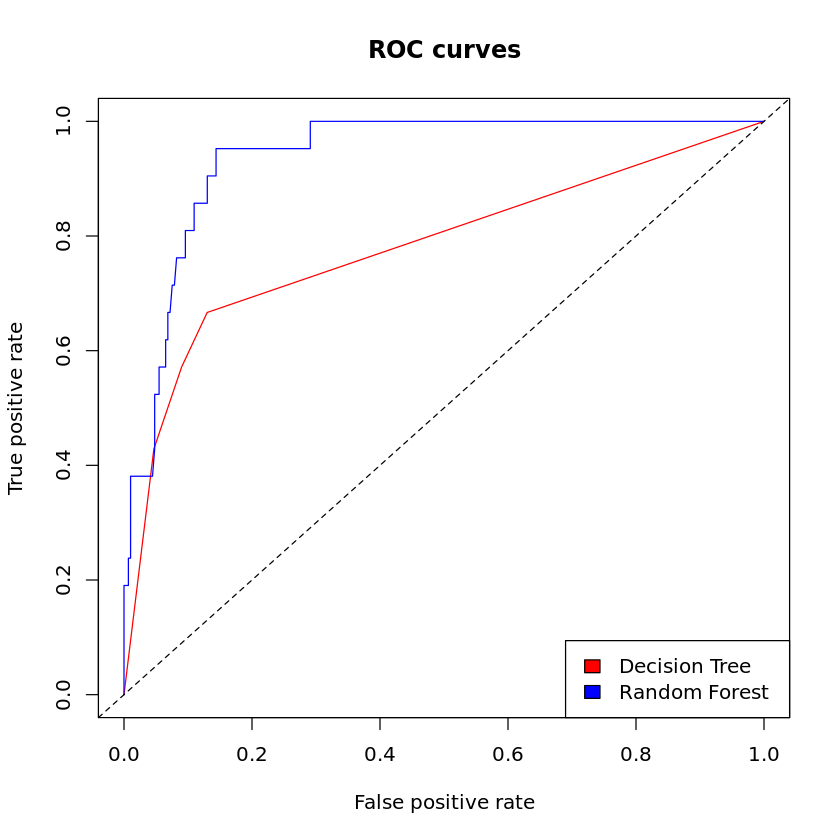 ROC curves
True positive rate
1.0
0.8
0.6
0.4
0.2
0.0
Decision Tree
Random Forest
0.0 0.2 0.4 0.6 0.8 1.0
False positive rate